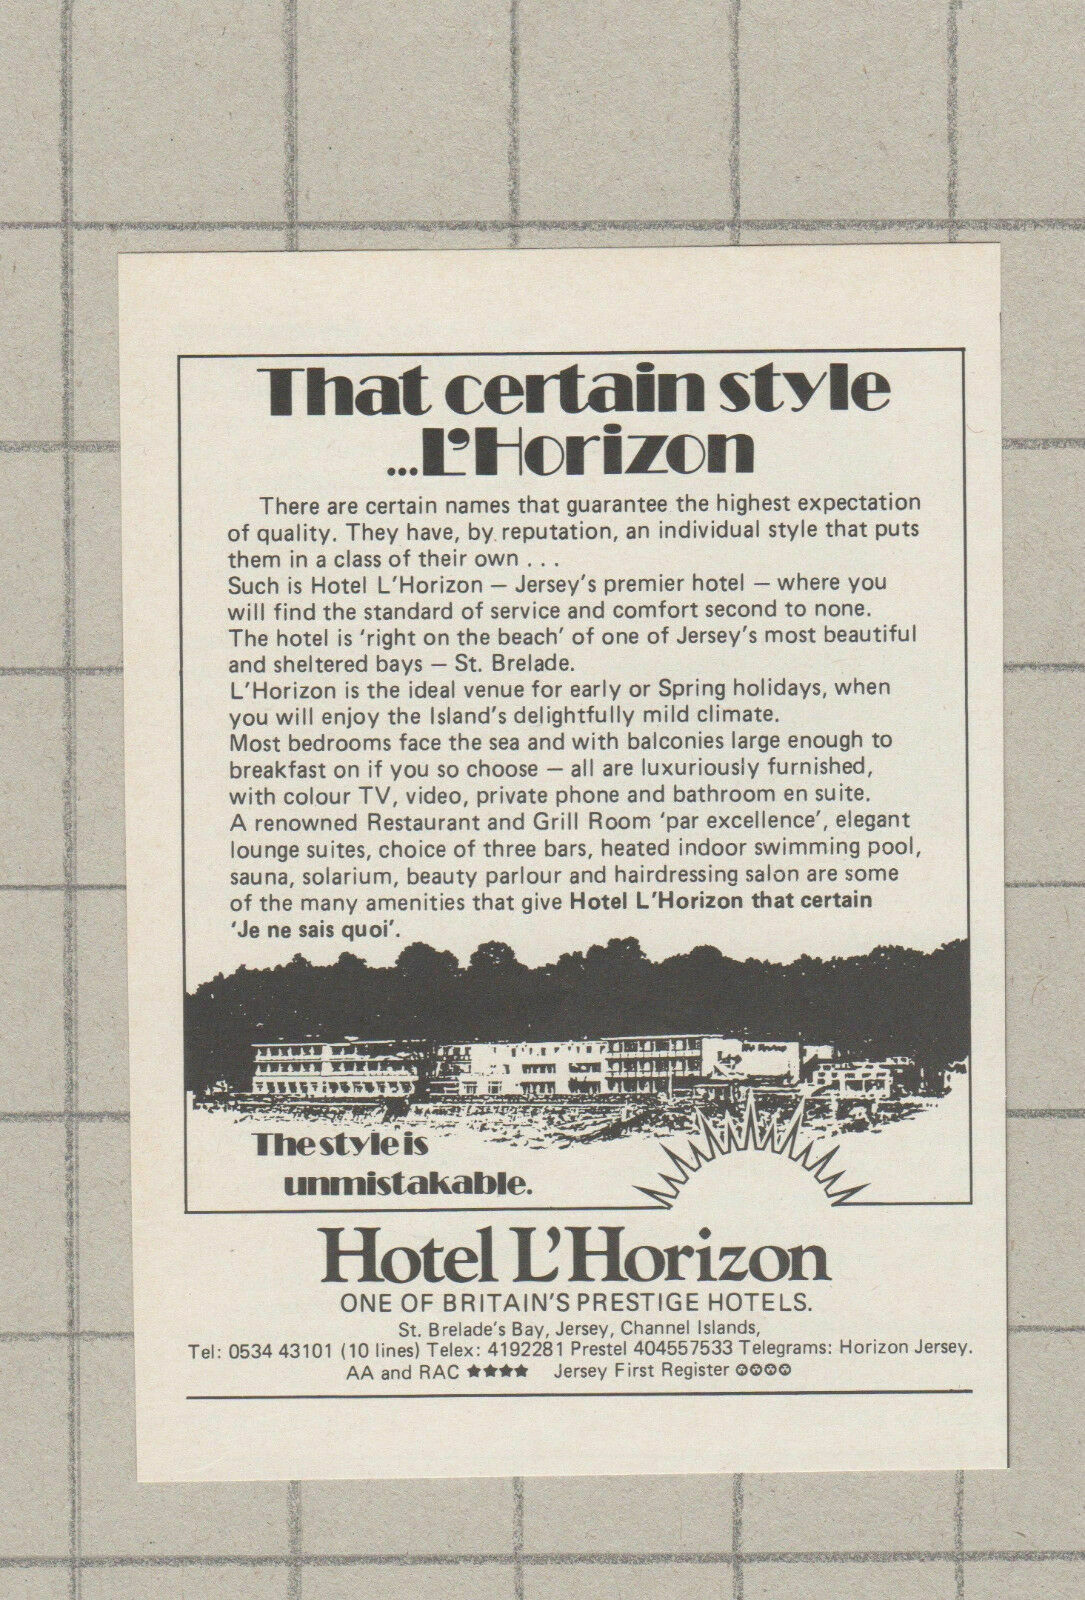 That certain style
...L'Horizon
There are certain names that guarantee the highest expectation
of quality. They have, by reputation, an individual style that puts
them in a class of their own . . .
Such is Hotel L'Horizon — Jersey's premier hotel — where you
will find the standard of service and comfort second to none.
The hotel is 'right on the beach' of one of Jersey's most beautiful
and sheltered bays — St. Brelade.
L'Horizon is the ideal venue for early or Spring holidays, when
you will enjoy the Island's delightfully mild climate.
Most bedrooms face the sea and with balconies large enough to
breakfast on if you so choose — all are luxuriously furnished,
with colour TV, video, private phone and bathroom en suite.
A renowned Restaurant and Grill Room 'par excellence', elegant
lounge suites, choice of three bars, heated indoor swimming pool,
sauna, solarium, beauty parlour and hairdressing salon are some
of the many amenities that give Hotel L'Horizon that certain
'Je ne sais quoi'.
The style is
unmistakable.
Hotel L'Horizon
ONE OF BRITAIN'S PRESTIGE HOTELS.
St. Brelade's Bay, Jersey, Channel Islands,
Tel: 0534 43101 (10 lines) Telex: 4192281 Prestel 404557533 Telegrams: Horizon Jersey.
AA and RAC ★★★★ Jersey First Register ✪✪✪✪